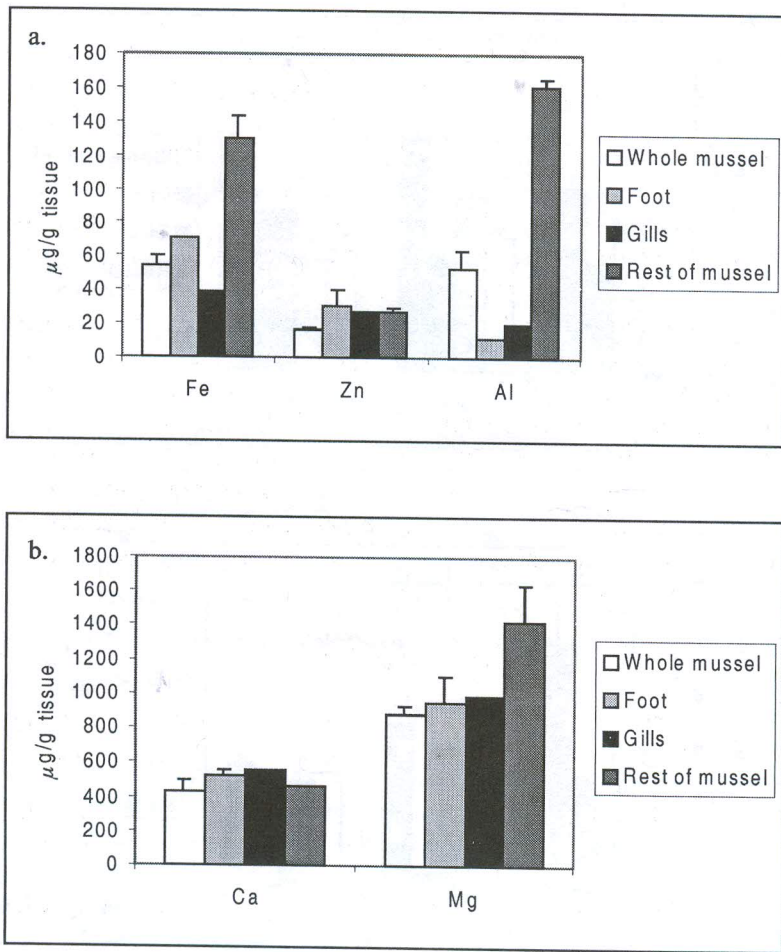 a.
180
160
140
120
100
80
60
40
20
0
µg/g tissue
Fe Zn Al
Whole mussel
Foot
Gills
Rest of mussel
b.
1800
1600
1400
1200
1000
800
600
400
200
0
µg/g tissue
Ca Mg
Whole mussel
Foot
Gills
Rest of mussel